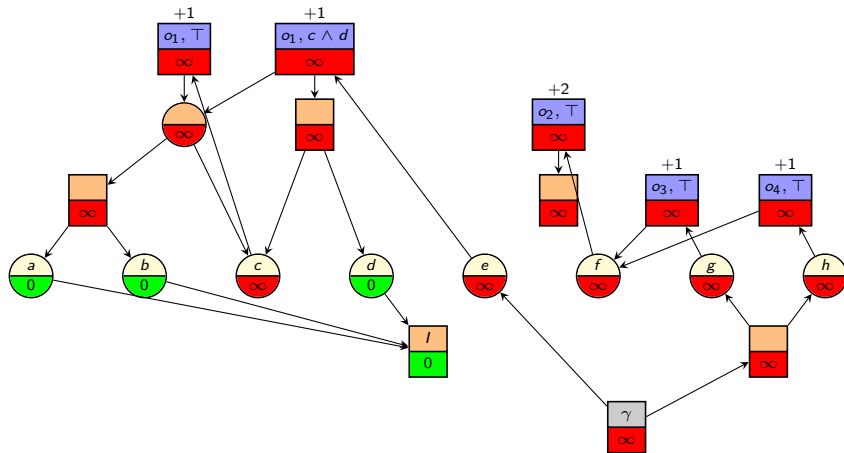 +1 +1
o₁, ⊤ o₁, c ∧ d
∞ ∞
+2
o₂, ⊤
∞ ∞ ∞
+1 +1
o₃, ⊤ o₄, ⊤
∞ ∞ ∞ ∞
a b c d e f g h
0 0 ∞ 0 ∞ ∞ ∞ ∞
I
0 ∞
γ
∞